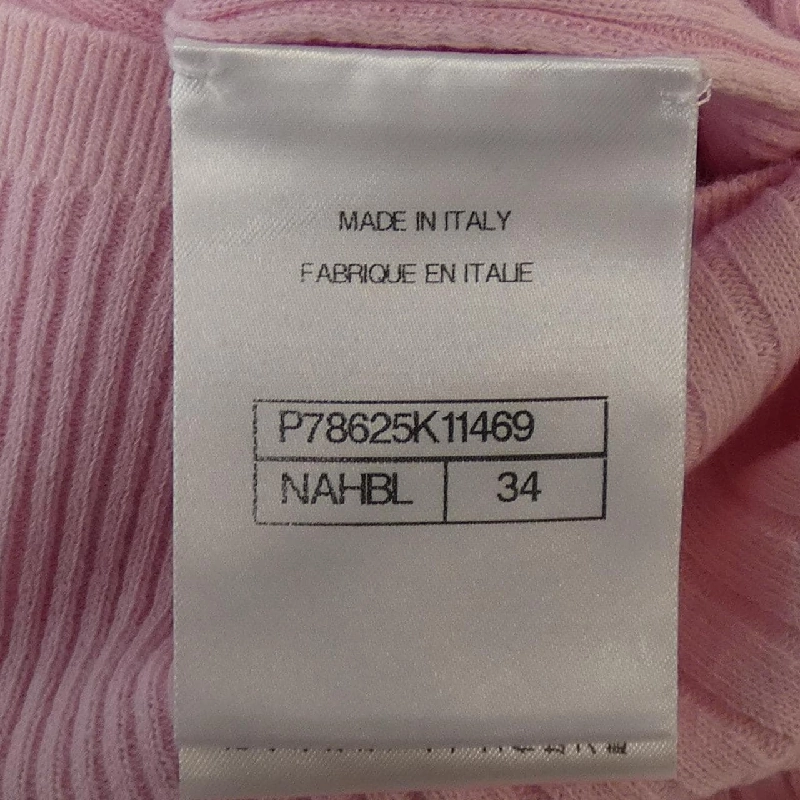 MADE IN ITALY
FABRIQUE EN ITALIE
P78625K11469
NAHBL 34